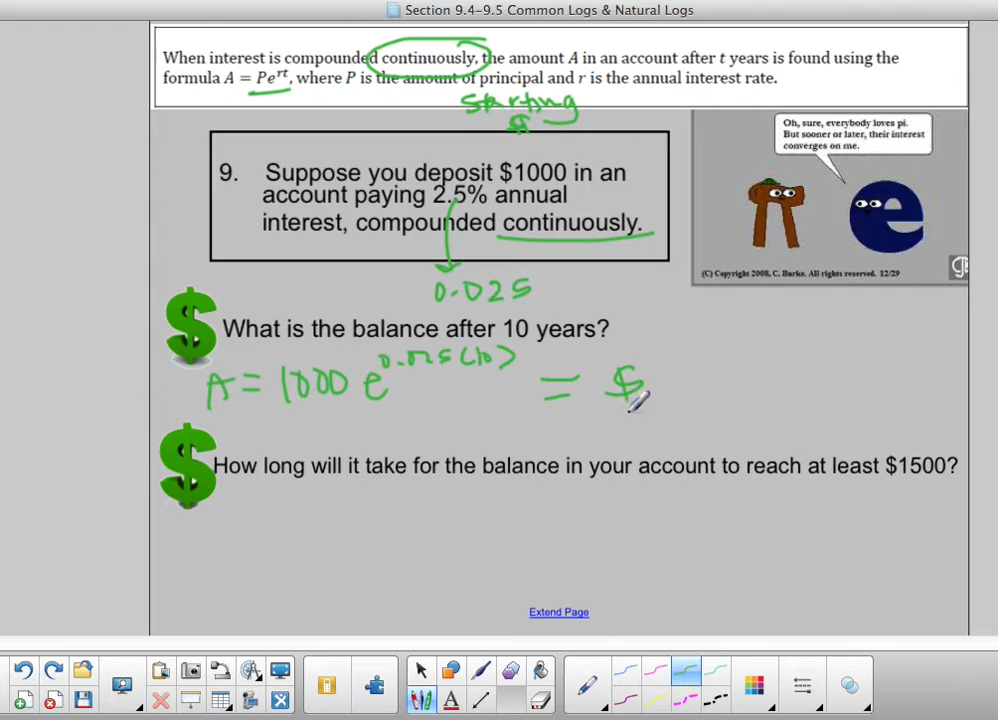 Section 9.4-9.5 Common Logs & Natural Logs
When interest is compounded continuously, the amount A in an account after t years is found using the
formula A = Pe^rt, where P is the amount of principal and r is the annual interest rate.
starting
$
Oh, sure, everybody loves pi.
But sooner or later, their interest
converges on me.
9. Suppose you deposit $1000 in an
account paying 2.5% annual
interest, compounded continuously.
(C) Copyright 2008, C. Burke. All rights reserved. 12/29
0.025
$ What is the balance after 10 years?
A = 1000 e^0.025(10) = $
$ How long will it take for the balance in your account to reach at least $1500?
Extend Page
A